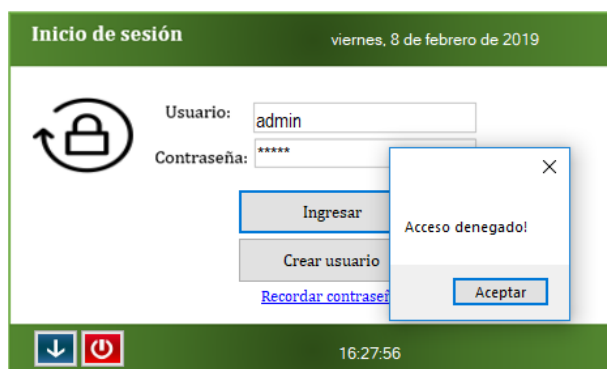 Inicio de sesión
viernes, 8 de febrero de 2019
Usuario:
admin
Contraseña:
*****
Ingresar
Acceso denegado!
Crear usuario
Aceptar
Recordar
16:27:56